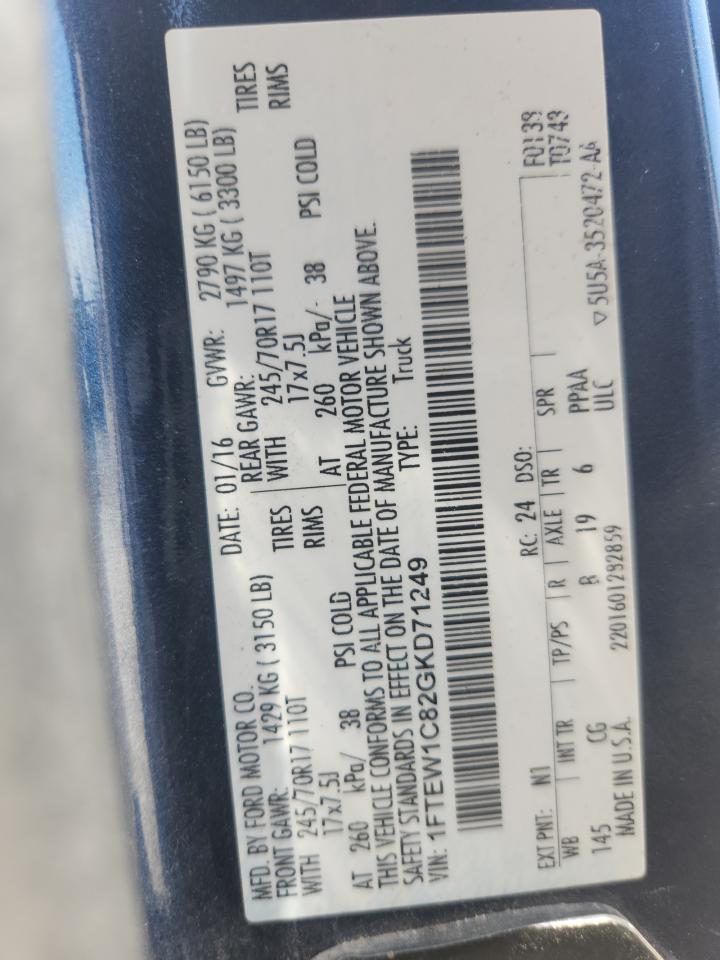 MFD. BY FORD MOTOR CO. DATE: 01/16 GVWR: 2790 KG ( 6150 LB)
FRONT GAWR: 1429 KG ( 3150 LB) REAR GAWR: 1497 KG ( 3300 LB)
WITH 245/70R17 110T TIRES WITH 245/70R17 110T TIRES
17x7.5J RIMS 17x7.5J RIMS
AT 260 kPa/ 38 PSI COLD AT 260 kPa/- 38 PSI COLD
THIS VEHICLE CONFORMS TO ALL APPLICABLE FEDERAL MOTOR VEHICLE
SAFETY STANDARDS IN EFFECT ON THE DATE OF MANUFACTURE SHOWN ABOVE.
VIN: 1FTEW1C82GKD71249 TYPE: Truck
EXT PNT: N1 RC: 24 DSO: F0139
WB INT TR TP/PS R AXLE TR SPR T0743
145 CG B 19 6 PPAA
ULC
MADE IN U.S.A. 2201601292859 ▽5U5A-3520472-AA